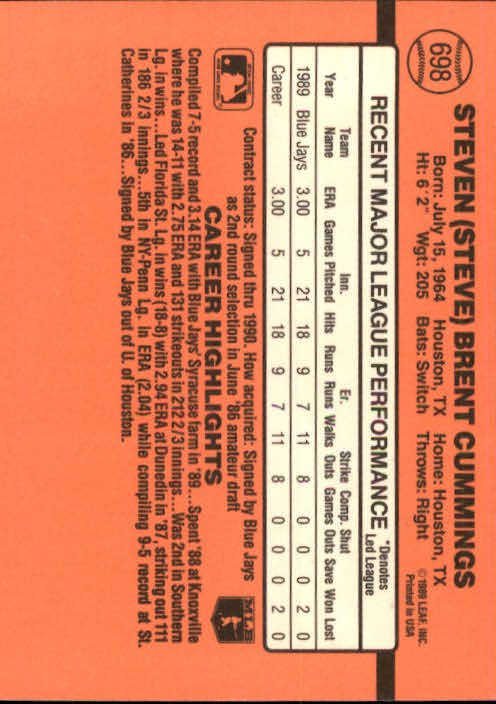 698
STEVEN (STEVE) BRENT CUMMINGS
Born: July 15, 1964 Houston, TX Home: Houston, TX
Ht: 6' 2" Wgt: 205 Bats: Switch Throws: Right
© 1989 LEAF, INC.
Printed in USA
RECENT MAJOR LEAGUE PERFORMANCE *Denotes Led League
Team Inn. Er. Strike Comp. Shut
Year Name ERA Games Pitched Hits Runs Runs Walks Outs Games Outs Save Won Lost
1989 Blue Jays 3.00 5 21 18 9 7 11 8 0 0 0 2 0
Career 3.00 5 21 18 9 7 11 8 0 0 0 2 0
Contract status: Signed thru 1990. How acquired: Signed by Blue Jays
as 2nd round selection in June '86 amateur draft
MLB
CAREER HIGHLIGHTS
Compiled 7-5 record and 3.14 ERA with Blue Jays' Syracuse farm in '89...Spent '88 at Knoxville
where he was 14-11 with 2.75 ERA and 131 strikeouts in 212 2/3 innings...Was 2nd in Southern
Lg. in wins...Led Florida St. Lg. in wins (18-8) with 2.94 ERA at Dunedin in '87, striking out 111
in 186 2/3 innings...5th in NY-Penn Lg. in ERA (2.04) while compiling 9-5 record at St.
Catherines in '86...Signed by Blue Jays out of U. of Houston.